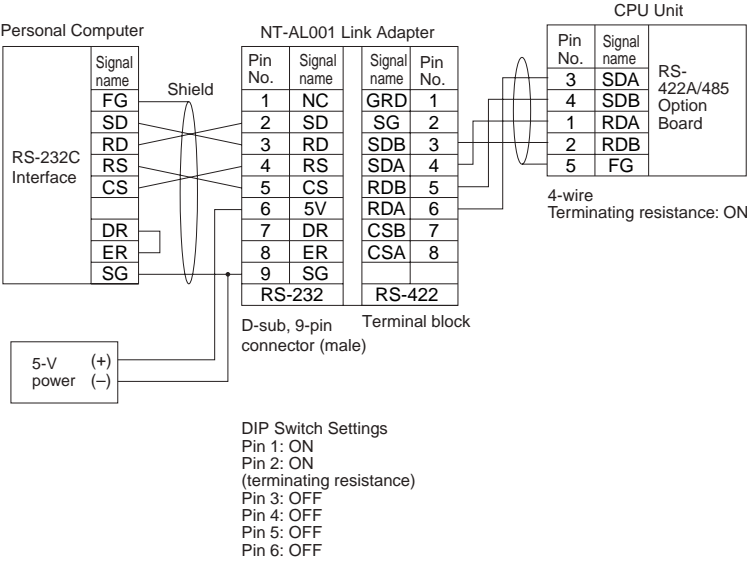 Personal Computer
Signal name
FG
SD
RD
RS
CS
DR
ER
SG
RS-232C Interface
Shield
NT-AL001 Link Adapter
Pin No. Signal name Signal name Pin No.
1 NC GRD 1
2 SD SG 2
3 RD SDB 3
4 RS SDA 4
5 CS RDB 5
6 5V RDA 6
7 DR CSB 7
8 ER CSA 8
9 SG
RS-232 RS-422
D-sub, 9-pin connector (male)
Terminal block
CPU Unit
Pin No. Signal name
3 SDA
4 SDB
1 RDA
2 RDB
5 FG
RS-422A/485 Option Board
4-wire
Terminating resistance: ON
5-V power (+) (–)
DIP Switch Settings
Pin 1: ON
Pin 2: ON
(terminating resistance)
Pin 3: OFF
Pin 4: OFF
Pin 5: OFF
Pin 6: OFF